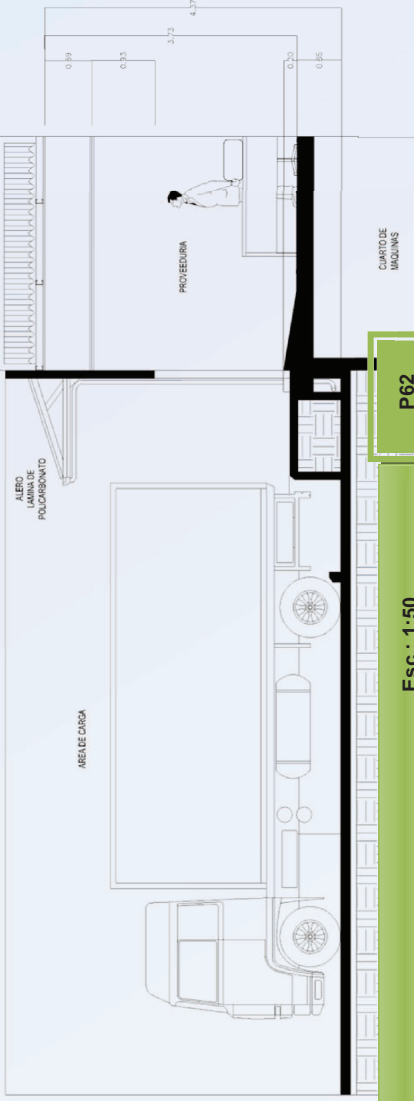 4.37
3.73
0.89
0.93
0.20
0.65
ALERO
LAMINA DE
POLICARBONATO
PROVEEDURIA
AREA DE CARGA
CUARTO DE
MAQUINAS
P62
Esc : 1:50